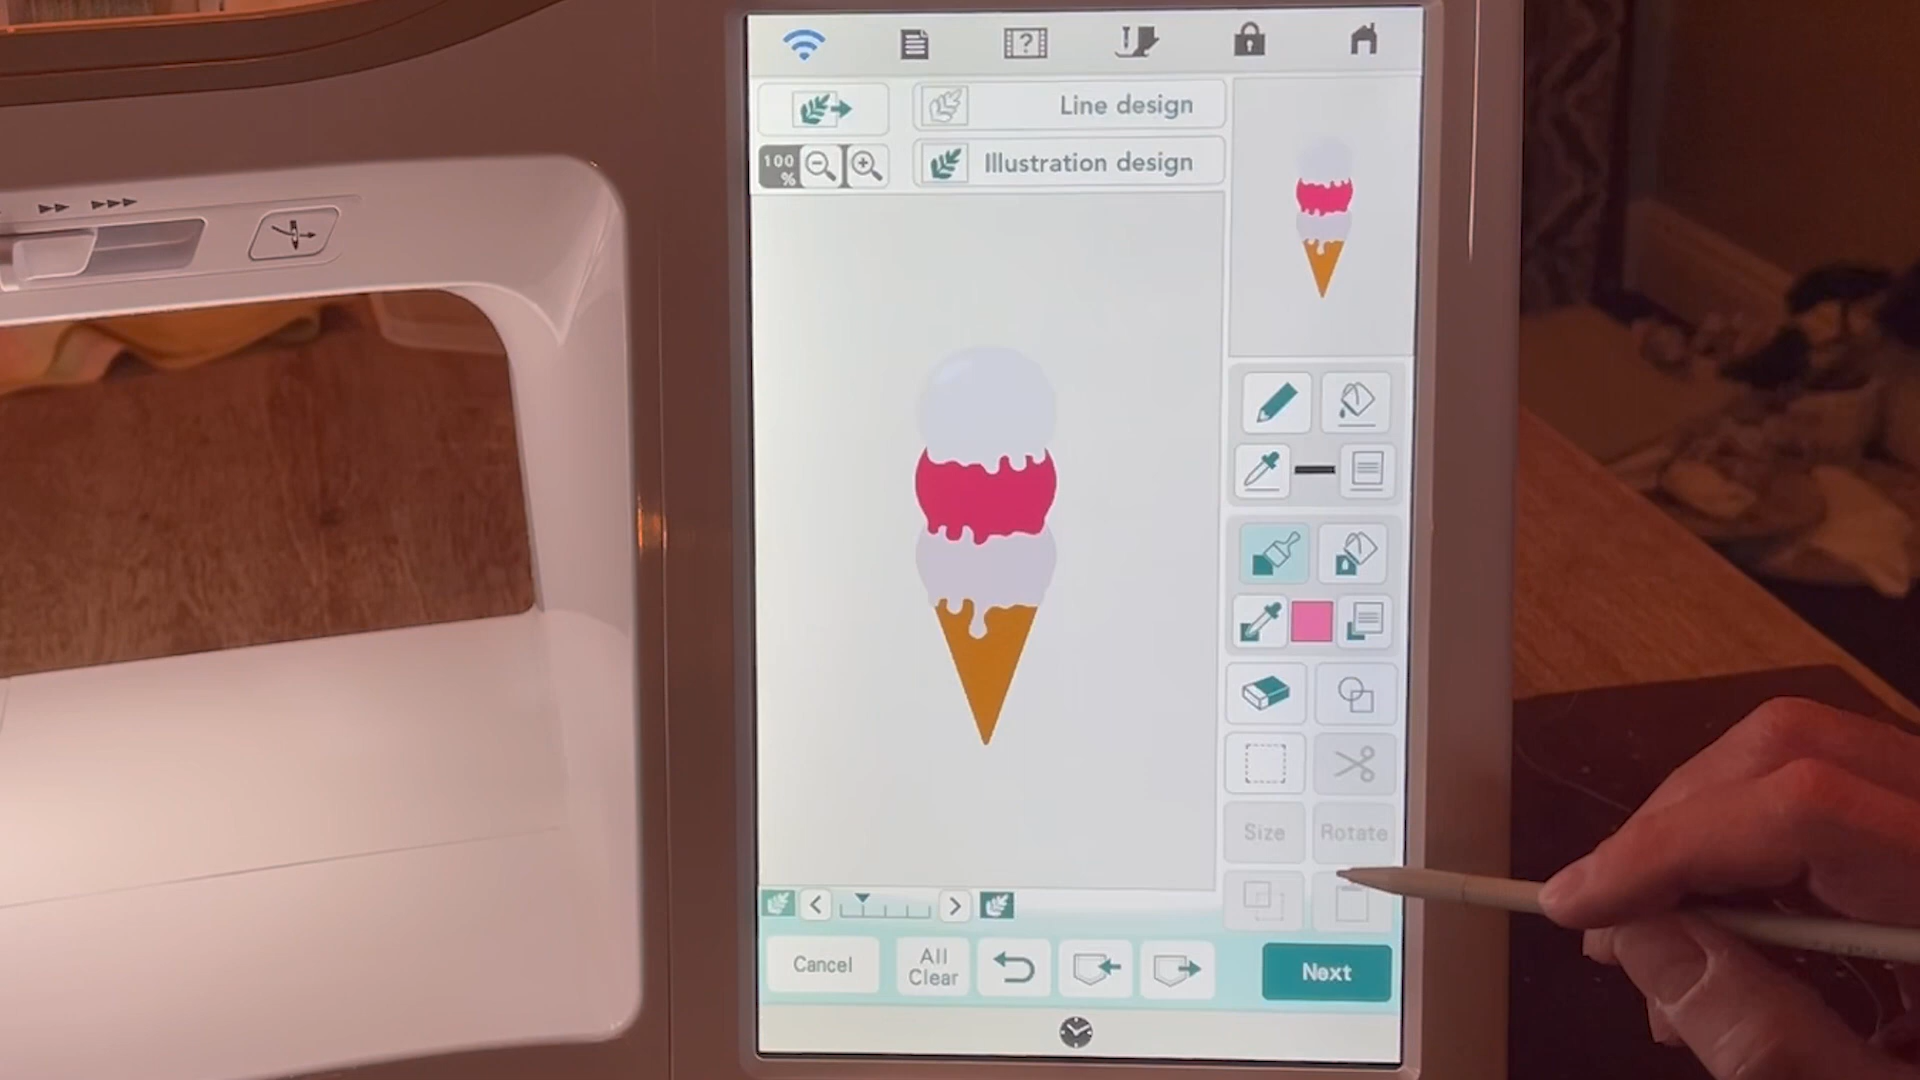 Line design
100
%
Illustration design
Size
Rotate
Cancel
All
Clear
Next